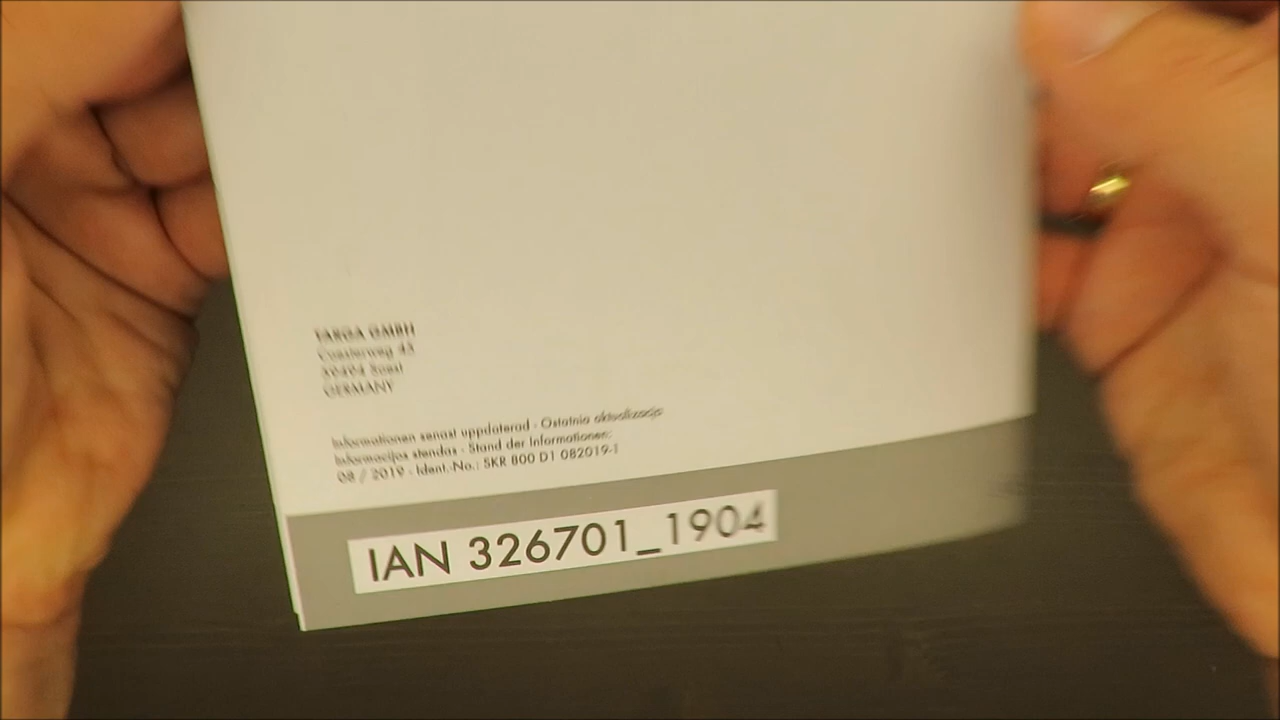 TARGA GMBH
Coesterweg 45
59494 Soest
GERMANY
Informationen senast uppdaterad · Ostatnia aktualizacja
Informacijos stendas · Stand der Informationen:
08 / 2019 · Ident.-No.: SKR 800 D1 082019-1
IAN 326701_1904